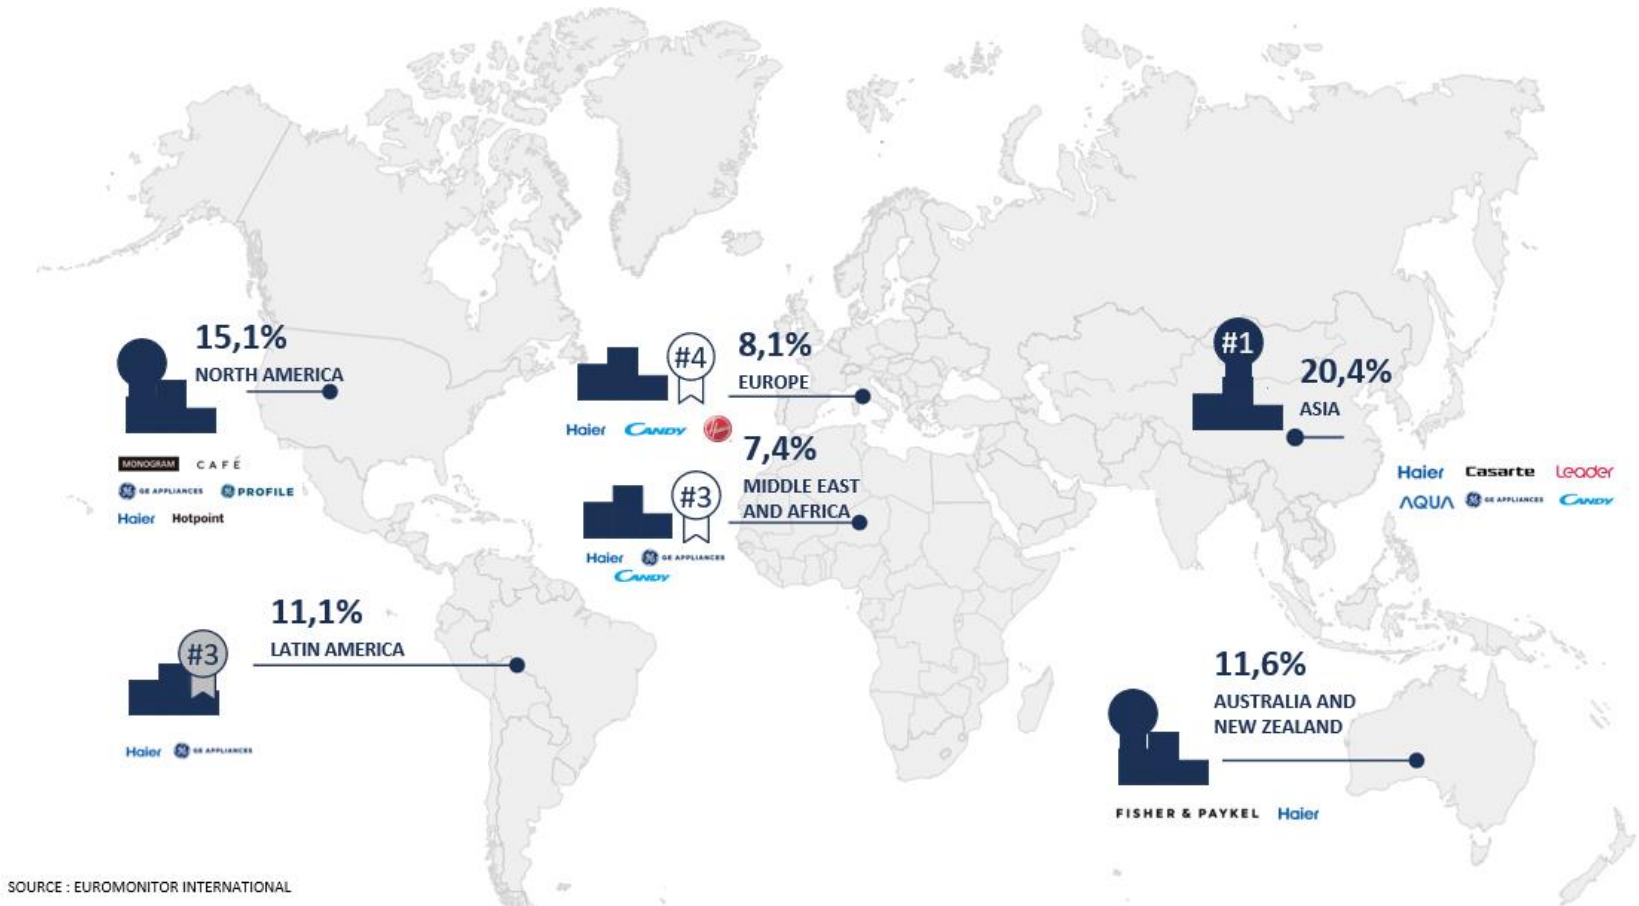 15,1%
NORTH AMERICA
MONOGRAM CAFÉ
GE APPLIANCES PROFILE
Haier Hotpoint
#4
8,1%
EUROPE
Haier CANDY Hoover
#3
7,4%
MIDDLE EAST
AND AFRICA
Haier GE APPLIANCES
CANDY
#1
20,4%
ASIA
Haier Casarte Leader
AQUA GE APPLIANCES CANDY
#3
11,1%
LATIN AMERICA
Haier GE APPLIANCES
11,6%
AUSTRALIA AND
NEW ZEALAND
FISHER & PAYKEL Haier
SOURCE : EUROMONITOR INTERNATIONAL